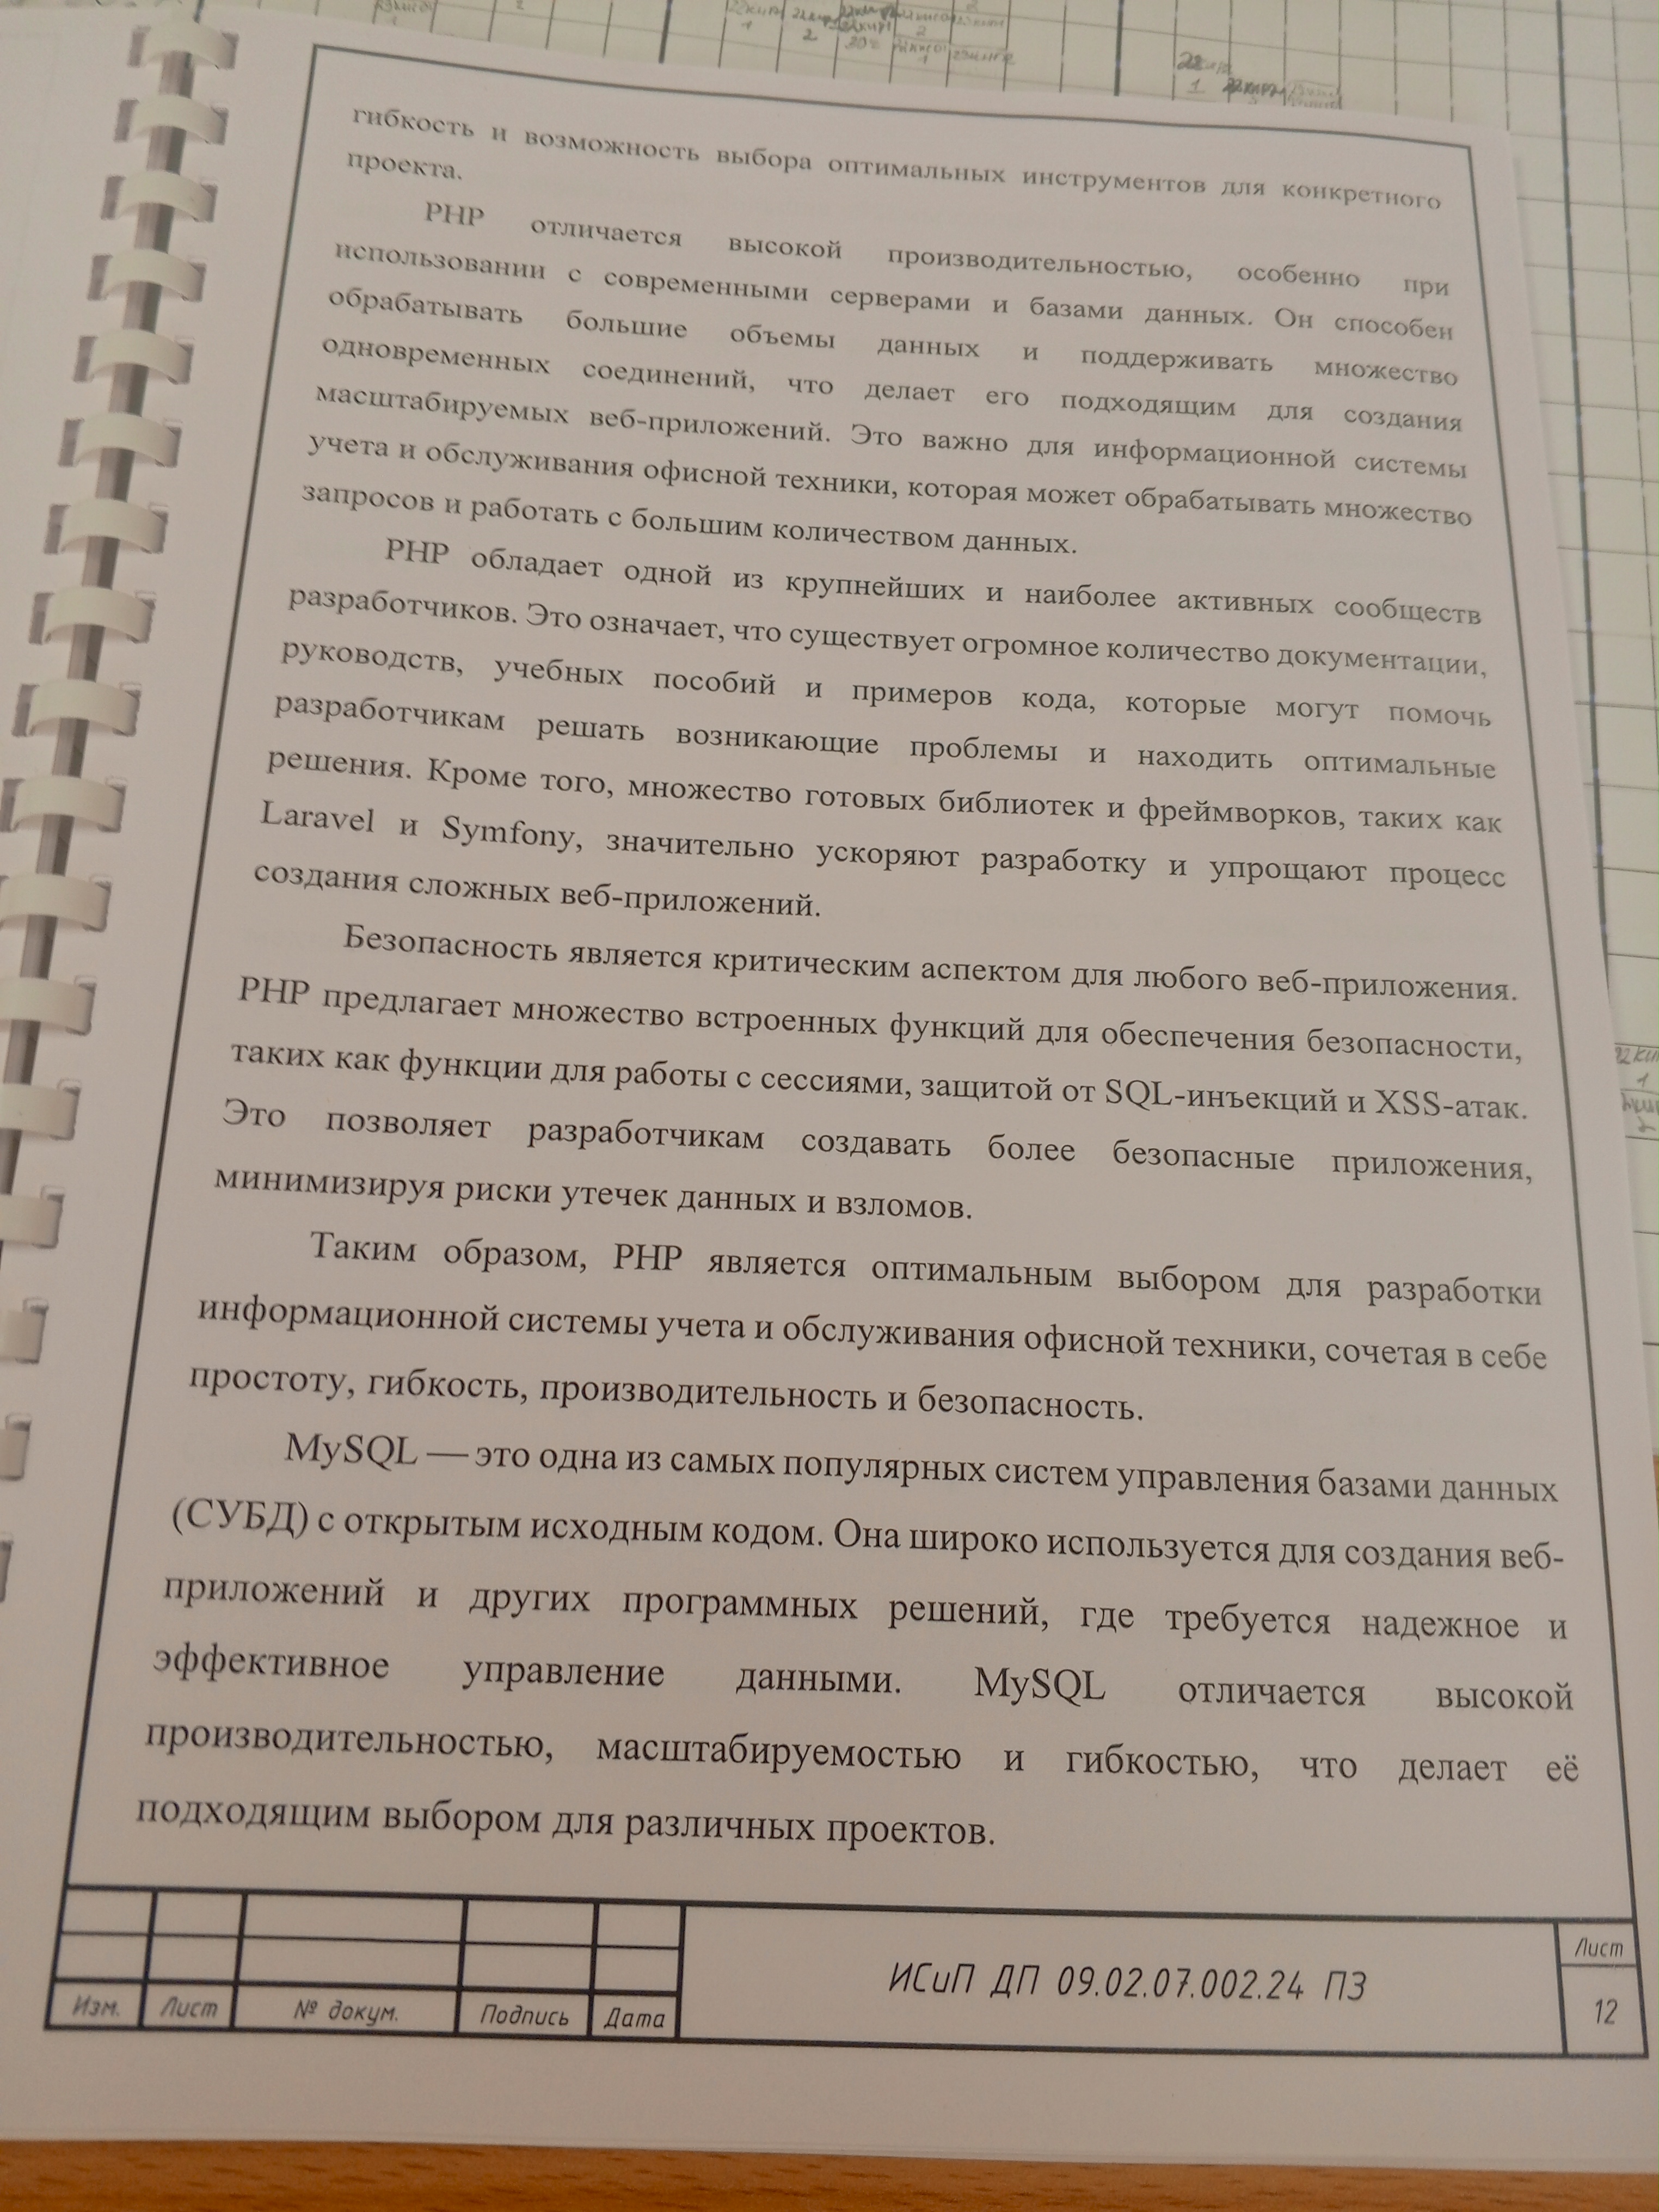 гибкость и возможность выбора оптимальных инструментов для конкретного
проекта.
PHP отличается высокой производительностью, особенно при
использовании с современными серверами и базами данных. Он способен
обрабатывать большие объемы данных и поддерживать множество
одновременных соединений, что делает его подходящим для создания
масштабируемых веб-приложений. Это важно для информационной системы
учета и обслуживания офисной техники, которая может обрабатывать множество
запросов и работать с большим количеством данных.
PHP обладает одной из крупнейших и наиболее активных сообществ
разработчиков. Это означает, что существует огромное количество документации,
руководств, учебных пособий и примеров кода, которые могут помочь
разработчикам решать возникающие проблемы и находить оптимальные
решения. Кроме того, множество готовых библиотек и фреймворков, таких как
Laravel и Symfony, значительно ускоряют разработку и упрощают процесс
создания сложных веб-приложений.
Безопасность является критическим аспектом для любого веб-приложения.
PHP предлагает множество встроенных функций для обеспечения безопасности,
таких как функции для работы с сессиями, защитой от SQL-инъекций и XSS-атак.
Это позволяет разработчикам создавать более безопасные приложения,
минимизируя риски утечек данных и взломов.
Таким образом, PHP является оптимальным выбором для разработки
информационной системы учета и обслуживания офисной техники, сочетая в себе
простоту, гибкость, производительность и безопасность.
MySQL — это одна из самых популярных систем управления базами данных
(СУБД) с открытым исходным кодом. Она широко используется для создания веб-
приложений и других программных решений, где требуется надежное и
эффективное управление данными. MySQL отличается высокой
производительностью, масштабируемостью и гибкостью, что делает её
подходящим выбором для различных проектов.
Изм. Лист № докум. Подпись Дата
ИСиП ДП 09.02.07.002.24 ПЗ
Лист
12